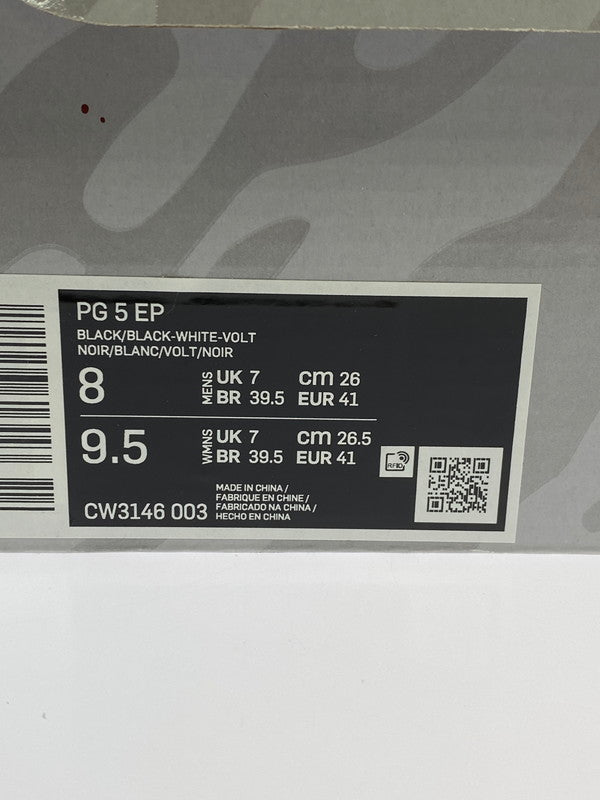 PG 5 EP
BLACK/BLACK-WHITE-VOLT
NOIR/BLANC/VOLT/NOIR
8 MENS UK 7 cm 26
BR 39.5 EUR 41
9.5 WMNS UK 7 cm 26.5
BR 39.5 EUR 41
RFID
CW3146 003
MADE IN CHINA /
FABRIQUE EN CHINE /
FABRICADO NA CHINA /
HECHO EN CHINA